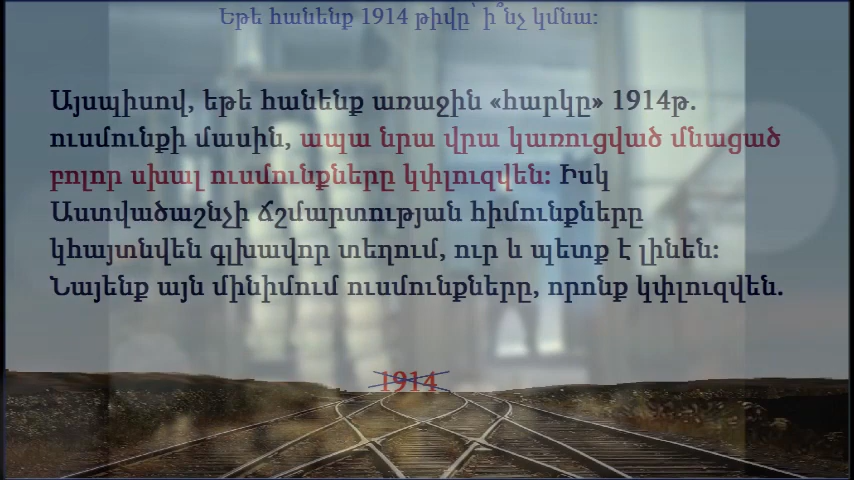 Եթե հանենք 1914 թիվը՝ ի՞նչ կմնա:
Այսպիսով, եթե հանենք առաջին «հարկը» 1914թ.
ուսմունքի մասին, ապա նրա վրա կառուցված մնացած
բոլոր սխալ ուսմունքները կփլուզվեն: Իսկ
Աստվածաշնչի ճշմարտության հիմունքները
կհայտնվեն գլխավոր տեղում, ուր և պետք է լինեն:
Նայենք այն մինիմում ուսմունքները, որոնք կփլուզվեն.
1914